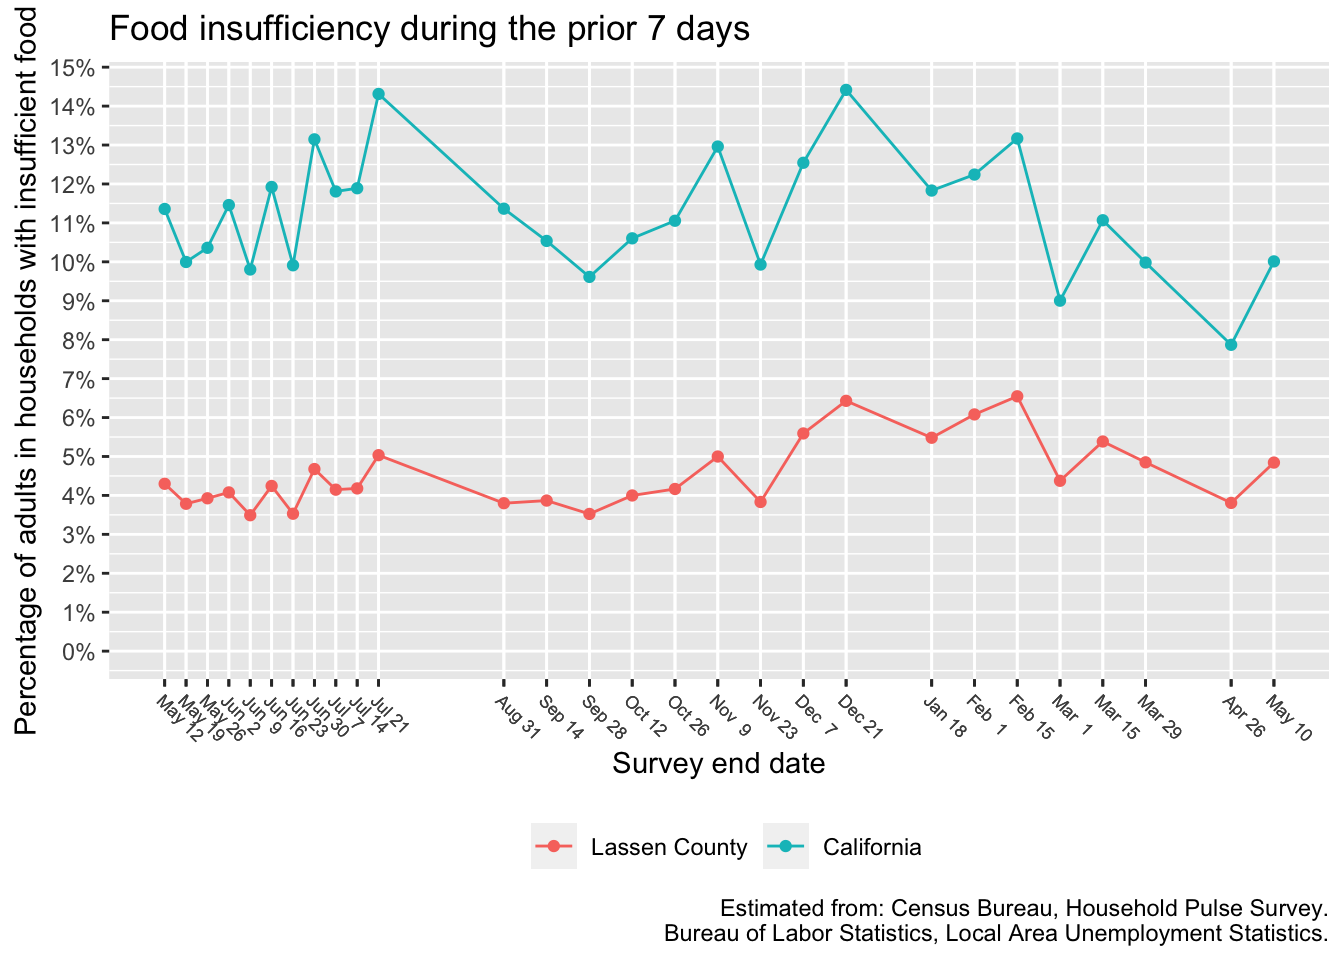 Food insufficiency during the prior 7 days
Percentage of adults in households with insufficient food
15%
14%
13%
12%
11%
10%
9%
8%
7%
6%
5%
4%
3%
2%
1%
0%
May 12
May 19
May 26
Jun 2
Jun 9
Jun 16
Jun 23
Jun 30
Jul 7
Jul 14
Jul 21
Aug 31
Sep 14
Sep 28
Oct 12
Oct 26
Nov 9
Nov 23
Dec 7
Dec 21
Jan 18
Feb 1
Feb 15
Mar 1
Mar 15
Mar 29
Apr 26
May 10
Survey end date
Lassen County California
Estimated from: Census Bureau, Household Pulse Survey.
Bureau of Labor Statistics, Local Area Unemployment Statistics.